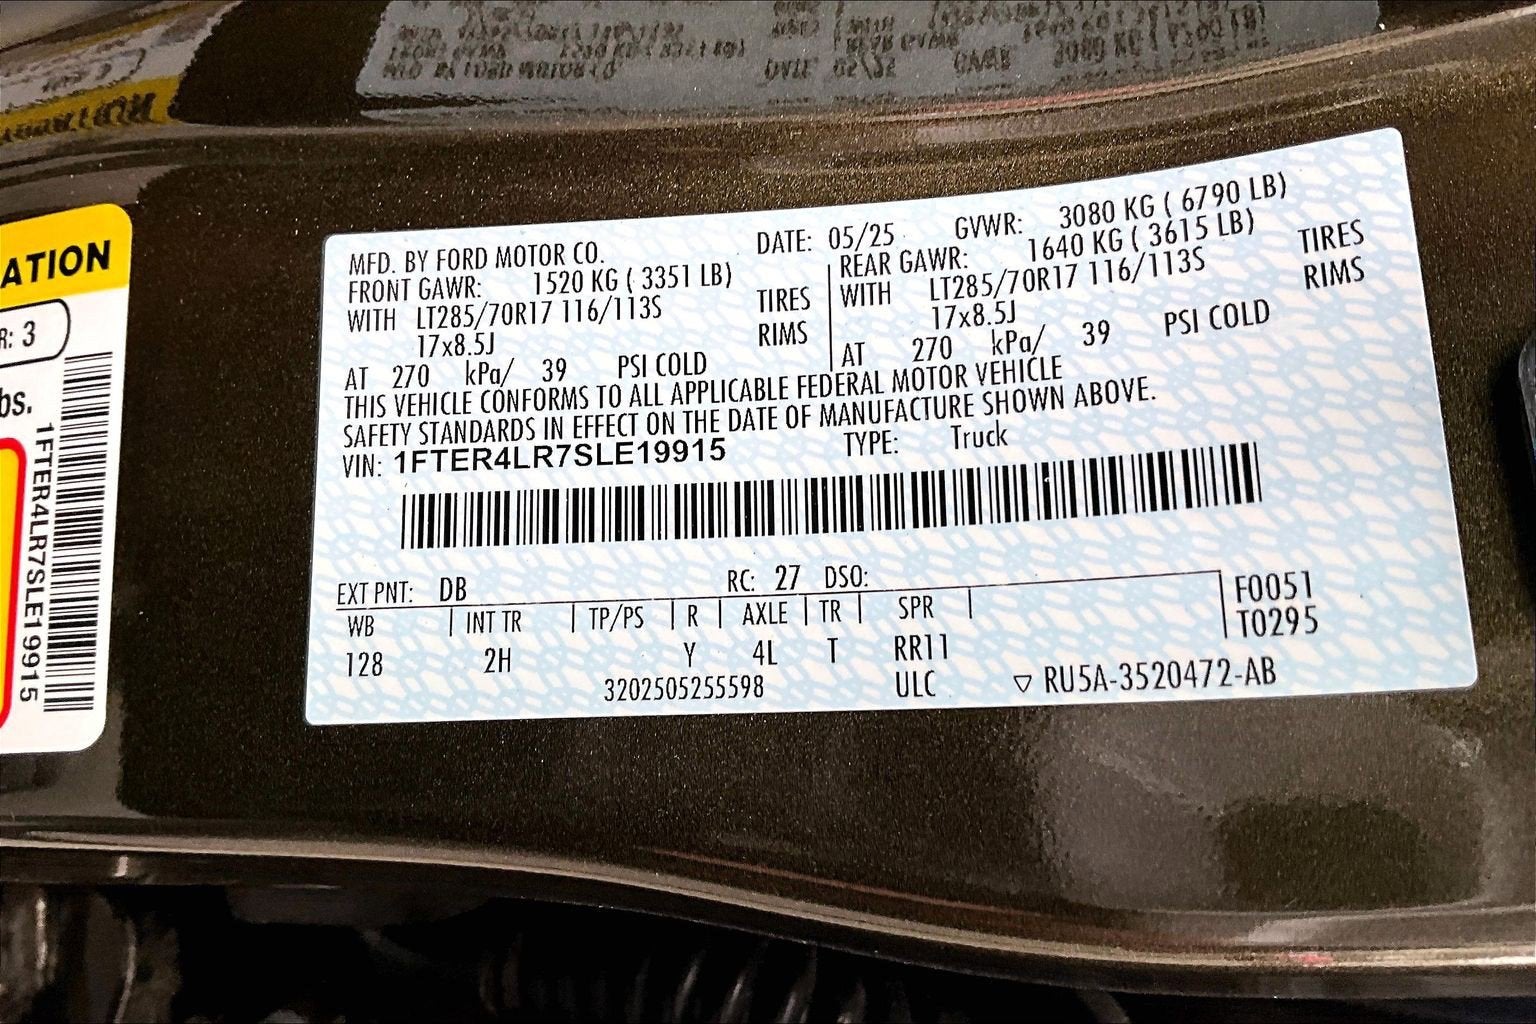 MFD. BY FORD MOTOR CO. DATE: 05/25 GVWR: 3080 KG ( 6790 LB)
FRONT GAWR: 1520 KG ( 3351 LB) REAR GAWR: 1640 KG ( 3615 LB)
WITH LT285/70R17 116/113S TIRES WITH LT285/70R17 116/113S TIRES
17x8.5J RIMS 17x8.5J RIMS
AT 270 kPa/ 39 PSI COLD AT 270 kPa/ 39 PSI COLD
THIS VEHICLE CONFORMS TO ALL APPLICABLE FEDERAL MOTOR VEHICLE
SAFETY STANDARDS IN EFFECT ON THE DATE OF MANUFACTURE SHOWN ABOVE.
VIN: 1FTER4LR7SLE19915 TYPE: Truck
EXT PNT: DB RC: 27 DSO:
WB INT TR TP/PS R AXLE TR SPR F0051
T0295
128 2H Y 4L T RR11
3202505255598 ULC ▽ RU5A-3520472-AB
ATION
R: 3
bs.
1FTER4LR7SLE19915